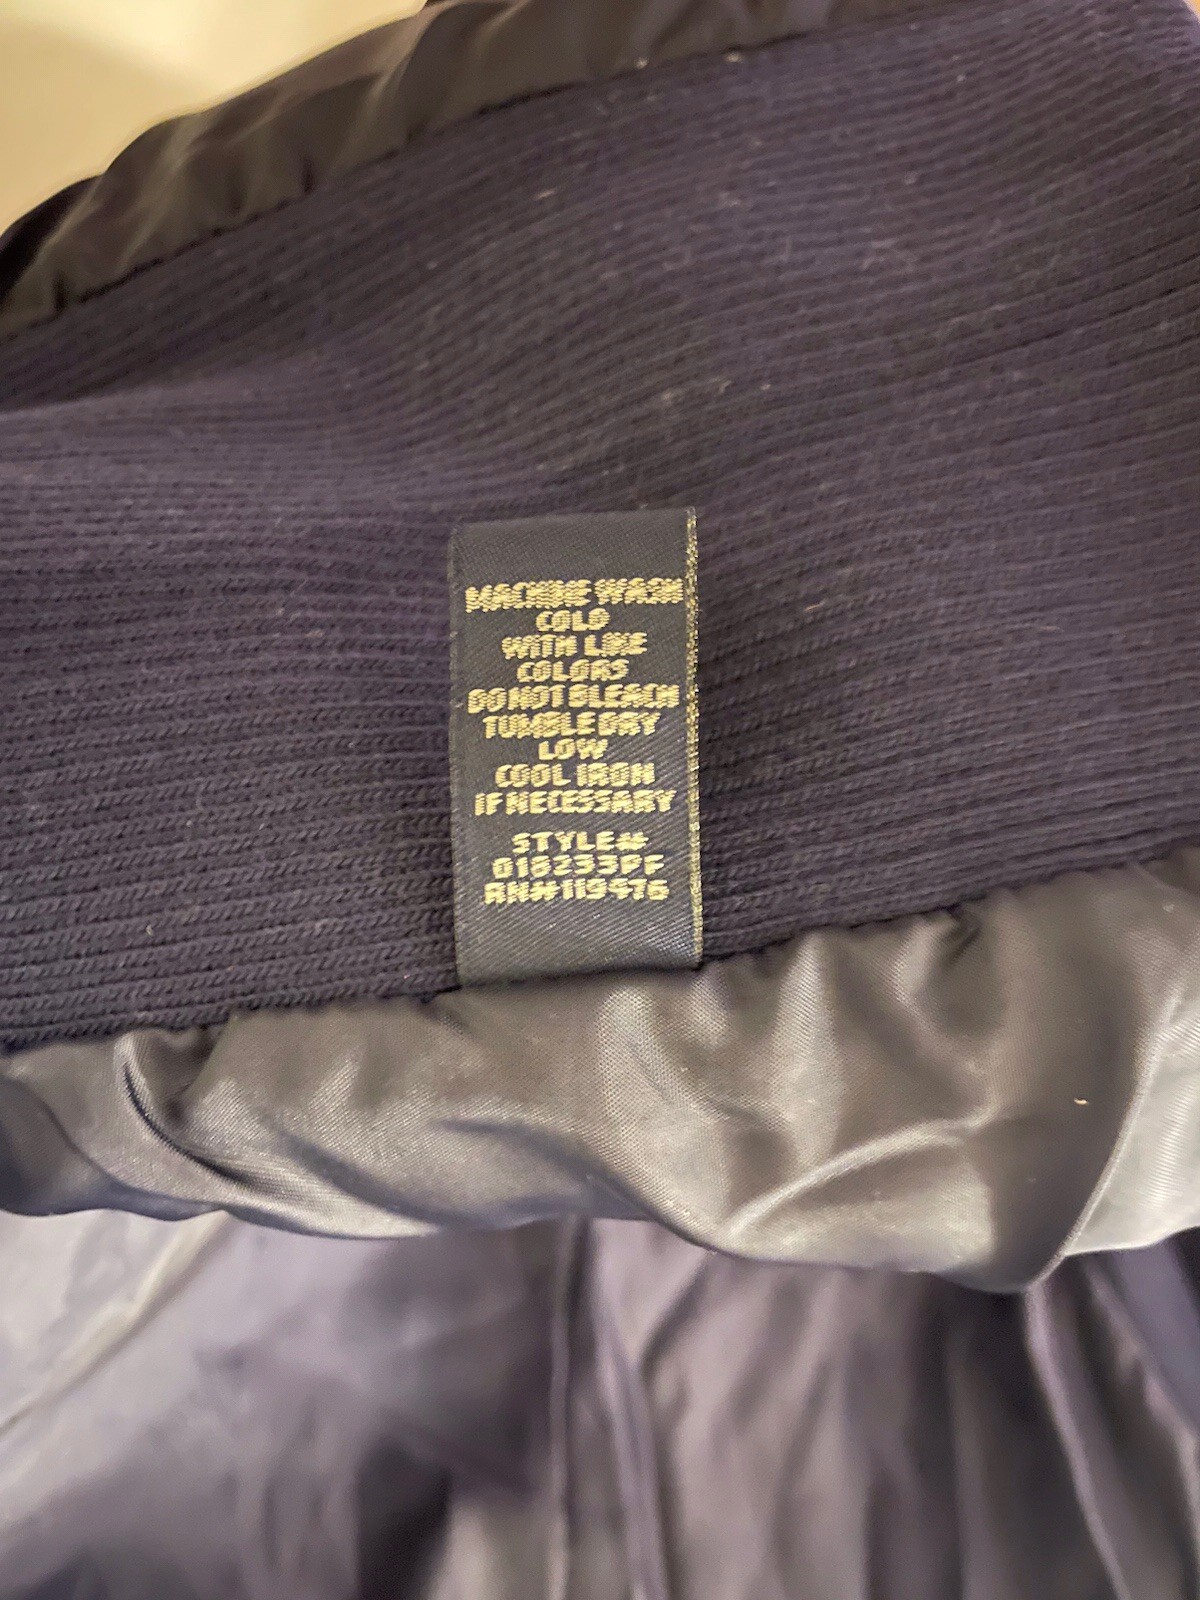 MACHINE WASH
COLD
WITH LIKE
COLORS
DO NOT BLEACH
TUMBLE DRY
LOW
COOL IRON
IF NECESSARY
STYLE#
018233PF
RN#119476